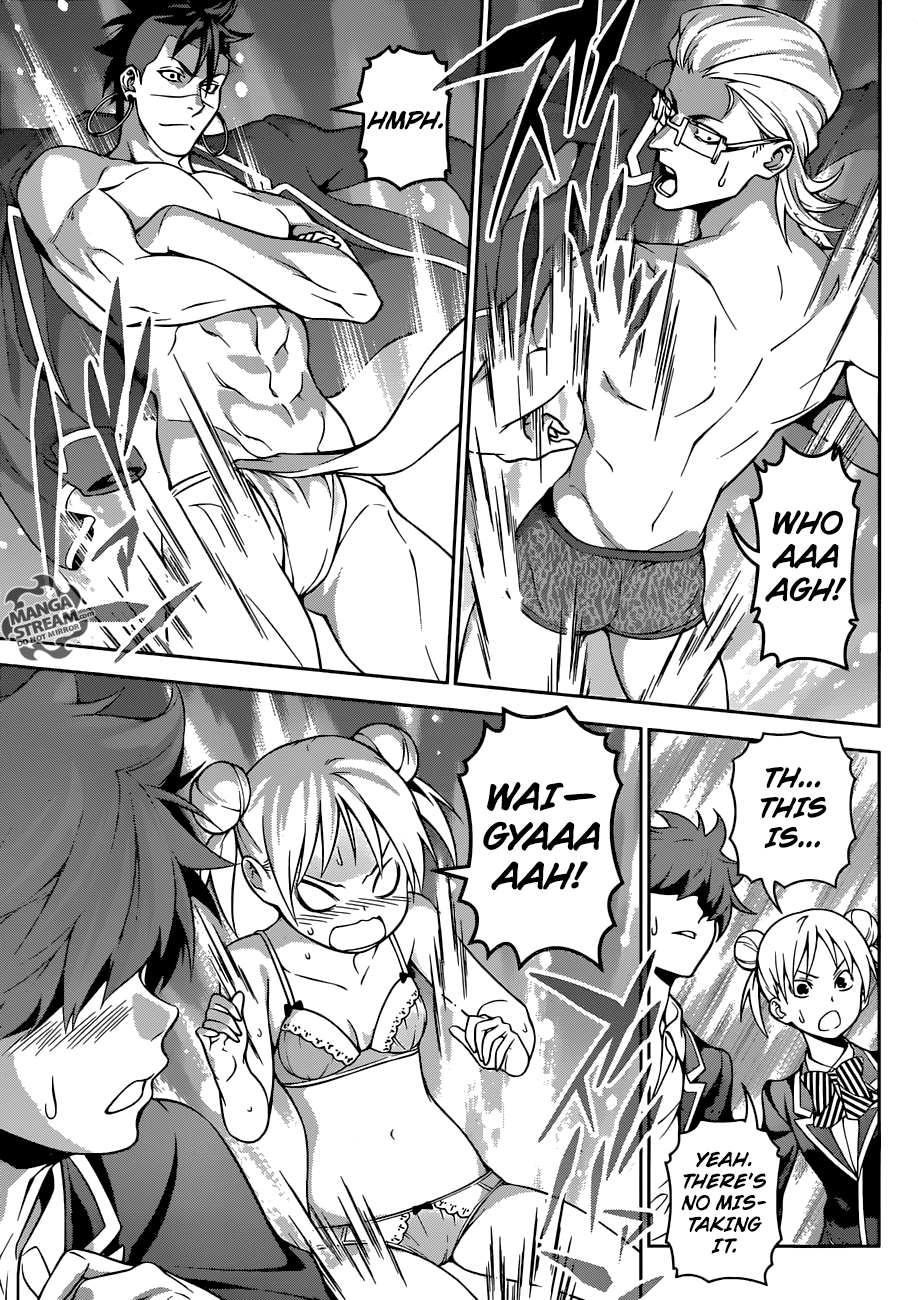 WHO
AAA
AGH!
HMPH.
TH...
THIS
IS...
YEAH.
THERE'S
NO MIS-
TAKING
IT.
WAI—
GYAAA
AAH!
MANGA
STREAM.com
DO NOT MIRROR